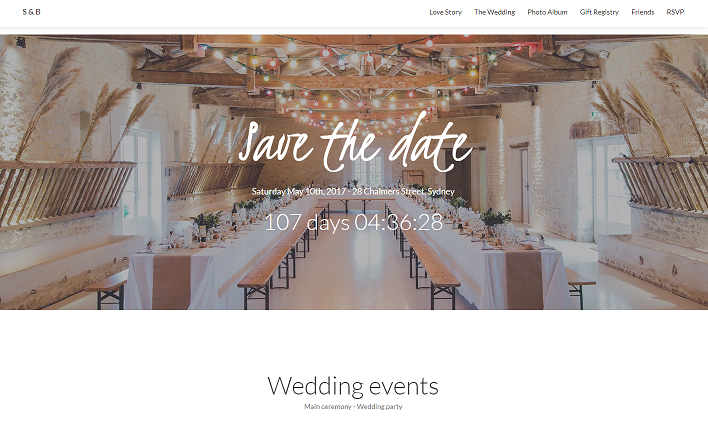 S & B
Love Story The Wedding Photo Album Gift Registry Friends RSVP
Save the date
Saturday May 10th, 2017 - 28 Chalmers Street, Sydney
107 days 04:36:28
Wedding events
Main ceremony - Wedding party